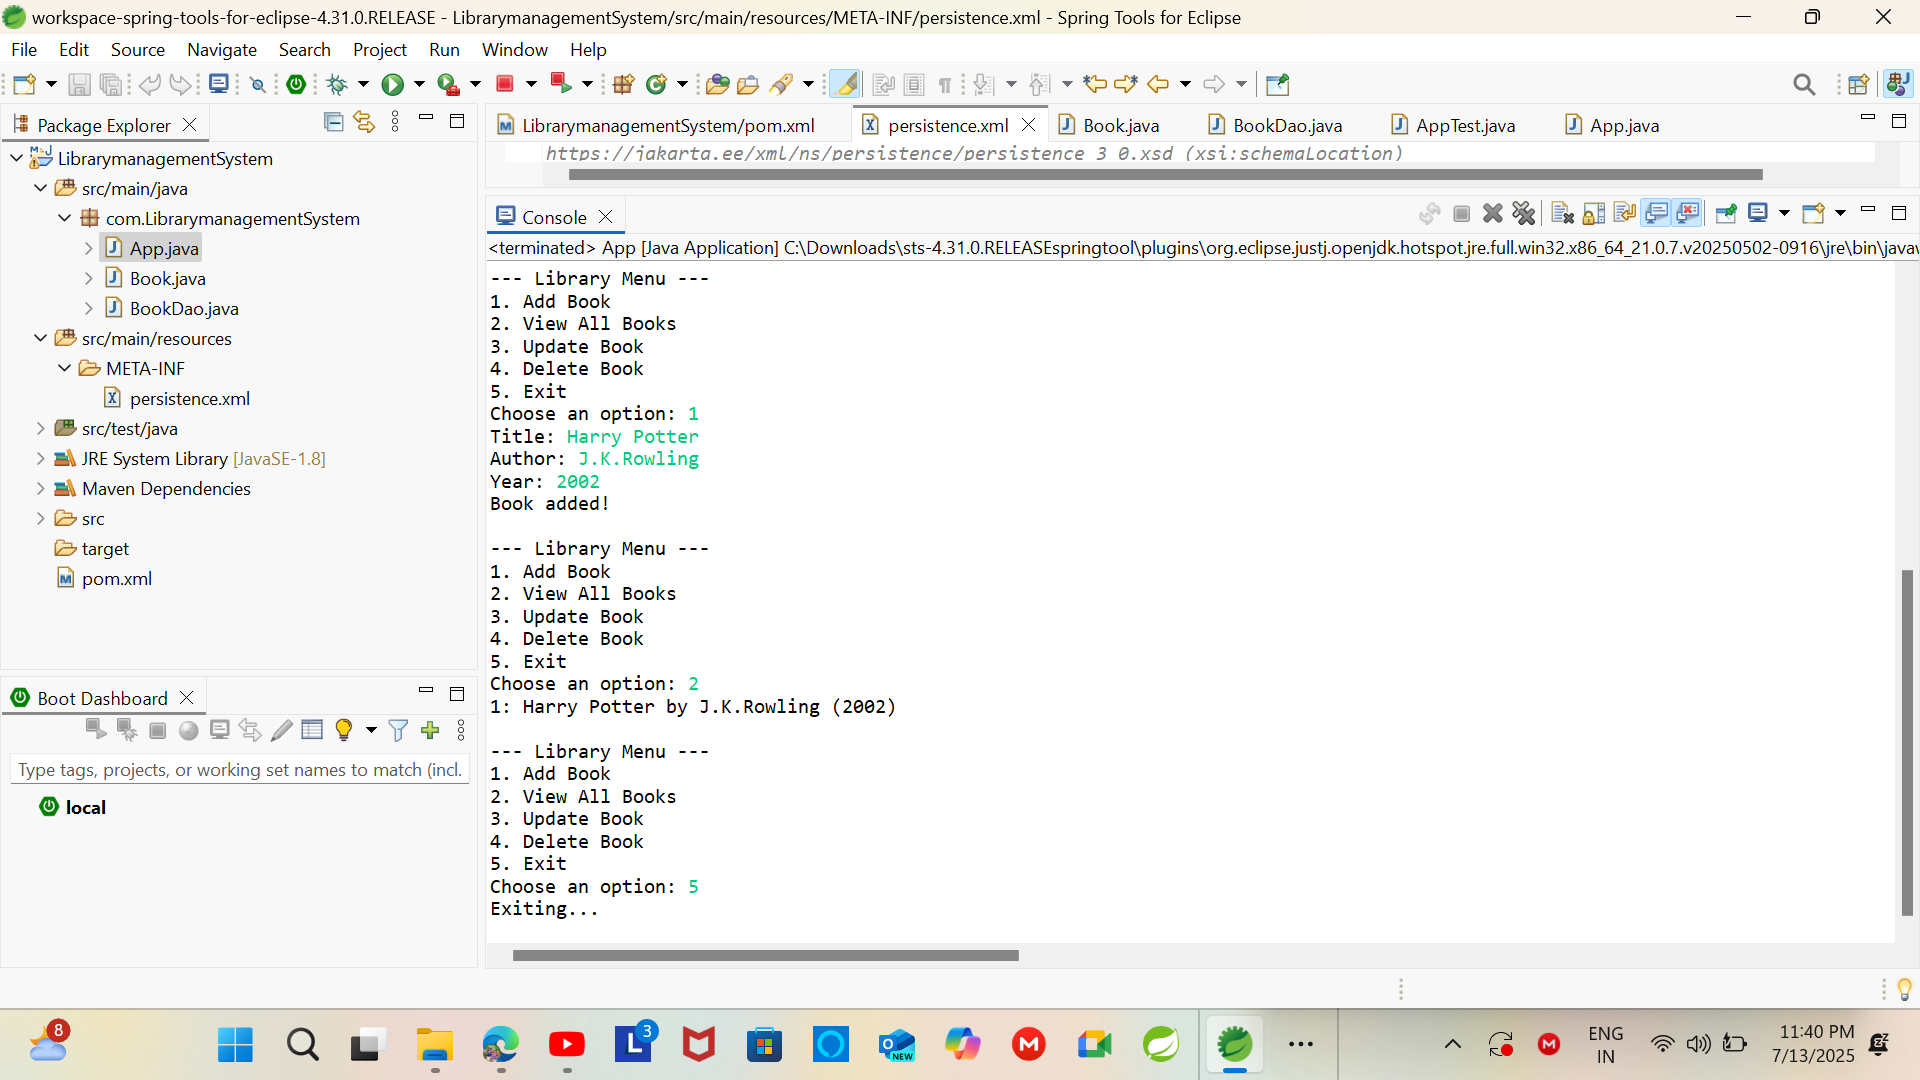 workspace-spring-tools-for-eclipse-4.31.0.RELEASE - LibrarymanagementSystem/src/main/resources/META-INF/persistence.xml - Spring Tools for Eclipse
File Edit Source Navigate Search Project Run Window Help
Package Explorer
LibrarymanagementSystem
src/main/java
com.LibrarymanagementSystem
App.java
Book.java
BookDao.java
src/main/resources
META-INF
persistence.xml
src/test/java
JRE System Library [JavaSE-1.8]
Maven Dependencies
src
target
pom.xml
Boot Dashboard
Type tags, projects, or working set names to match (incl.
local
LibrarymanagementSystem/pom.xml persistence.xml Book.java BookDao.java AppTest.java App.java
https://jakarta.ee/xml/ns/persistence/persistence_3_0.xsd (xsi:schemaLocation)
Console
<terminated> App [Java Application] C:\Downloads\sts-4.31.0.RELEASEspringtool\plugins\org.eclipse.justj.openjdk.hotspot.jre.full.win32.x86_64_21.0.7.v20250502-0916\jre\bin\javaw
--- Library Menu ---
1. Add Book
2. View All Books
3. Update Book
4. Delete Book
5. Exit
Choose an option: 1
Title: Harry Potter
Author: J.K.Rowling
Year: 2002
Book added!
--- Library Menu ---
1. Add Book
2. View All Books
3. Update Book
4. Delete Book
5. Exit
Choose an option: 2
1: Harry Potter by J.K.Rowling (2002)
--- Library Menu ---
1. Add Book
2. View All Books
3. Update Book
4. Delete Book
5. Exit
Choose an option: 5
Exiting...
8
3
NEW
ENG
IN
11:40 PM
7/13/2025